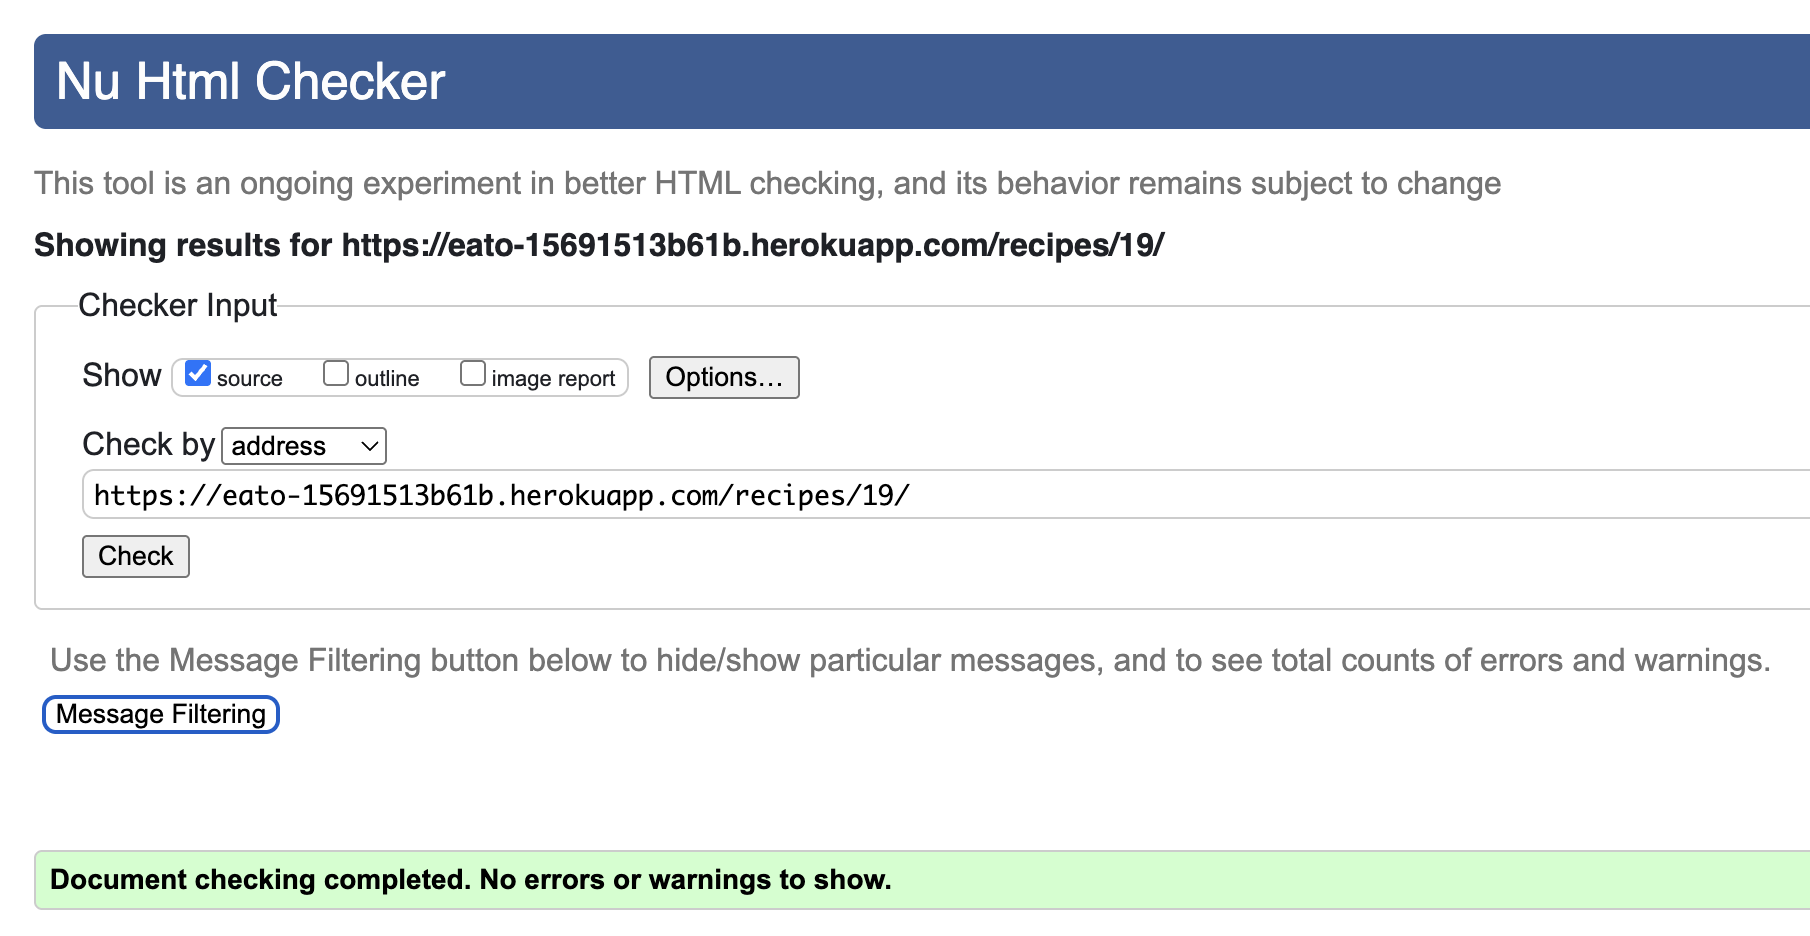 Nu Html Checker
This tool is an ongoing experiment in better HTML checking, and its behavior remains subject to change
Showing results for https://eato-15691513b61b.herokuapp.com/recipes/19/
Checker Input
Show source outline image report Options...
Check by address
https://eato-15691513b61b.herokuapp.com/recipes/19/
Check
Use the Message Filtering button below to hide/show particular messages, and to see total counts of errors and warnings.
Message Filtering
Document checking completed. No errors or warnings to show.